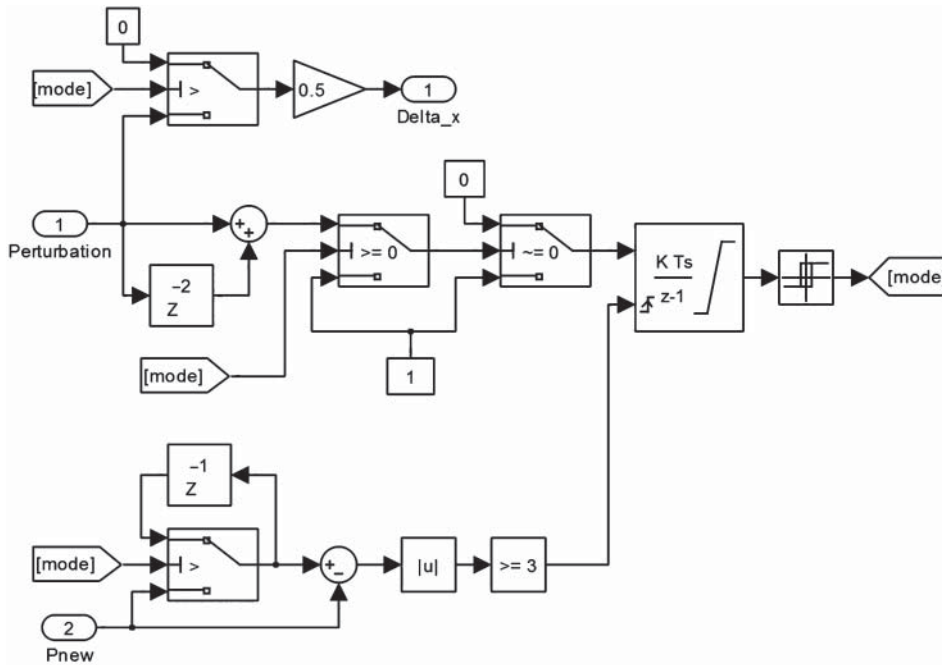 0
[mode]
>
0.5
1
Delta_x
0
1
Perturbation
+
+
>= 0
~= 0
K Ts
z-1
[mode]
−2
Z
[mode]
1
−1
Z
[mode]
>
+
−
|u|
>= 3
2
Pnew